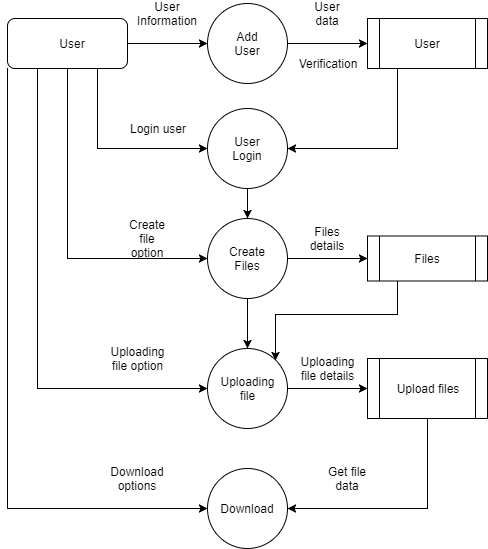 User
Information
User
data
User
Add
User
User
Verification
Login user
User
Login
Create
file
option
Files
details
Create
Files
Files
Uploading
file option
Uploading
file details
Uploading
file
Upload files
Download
options
Get file
data
Download